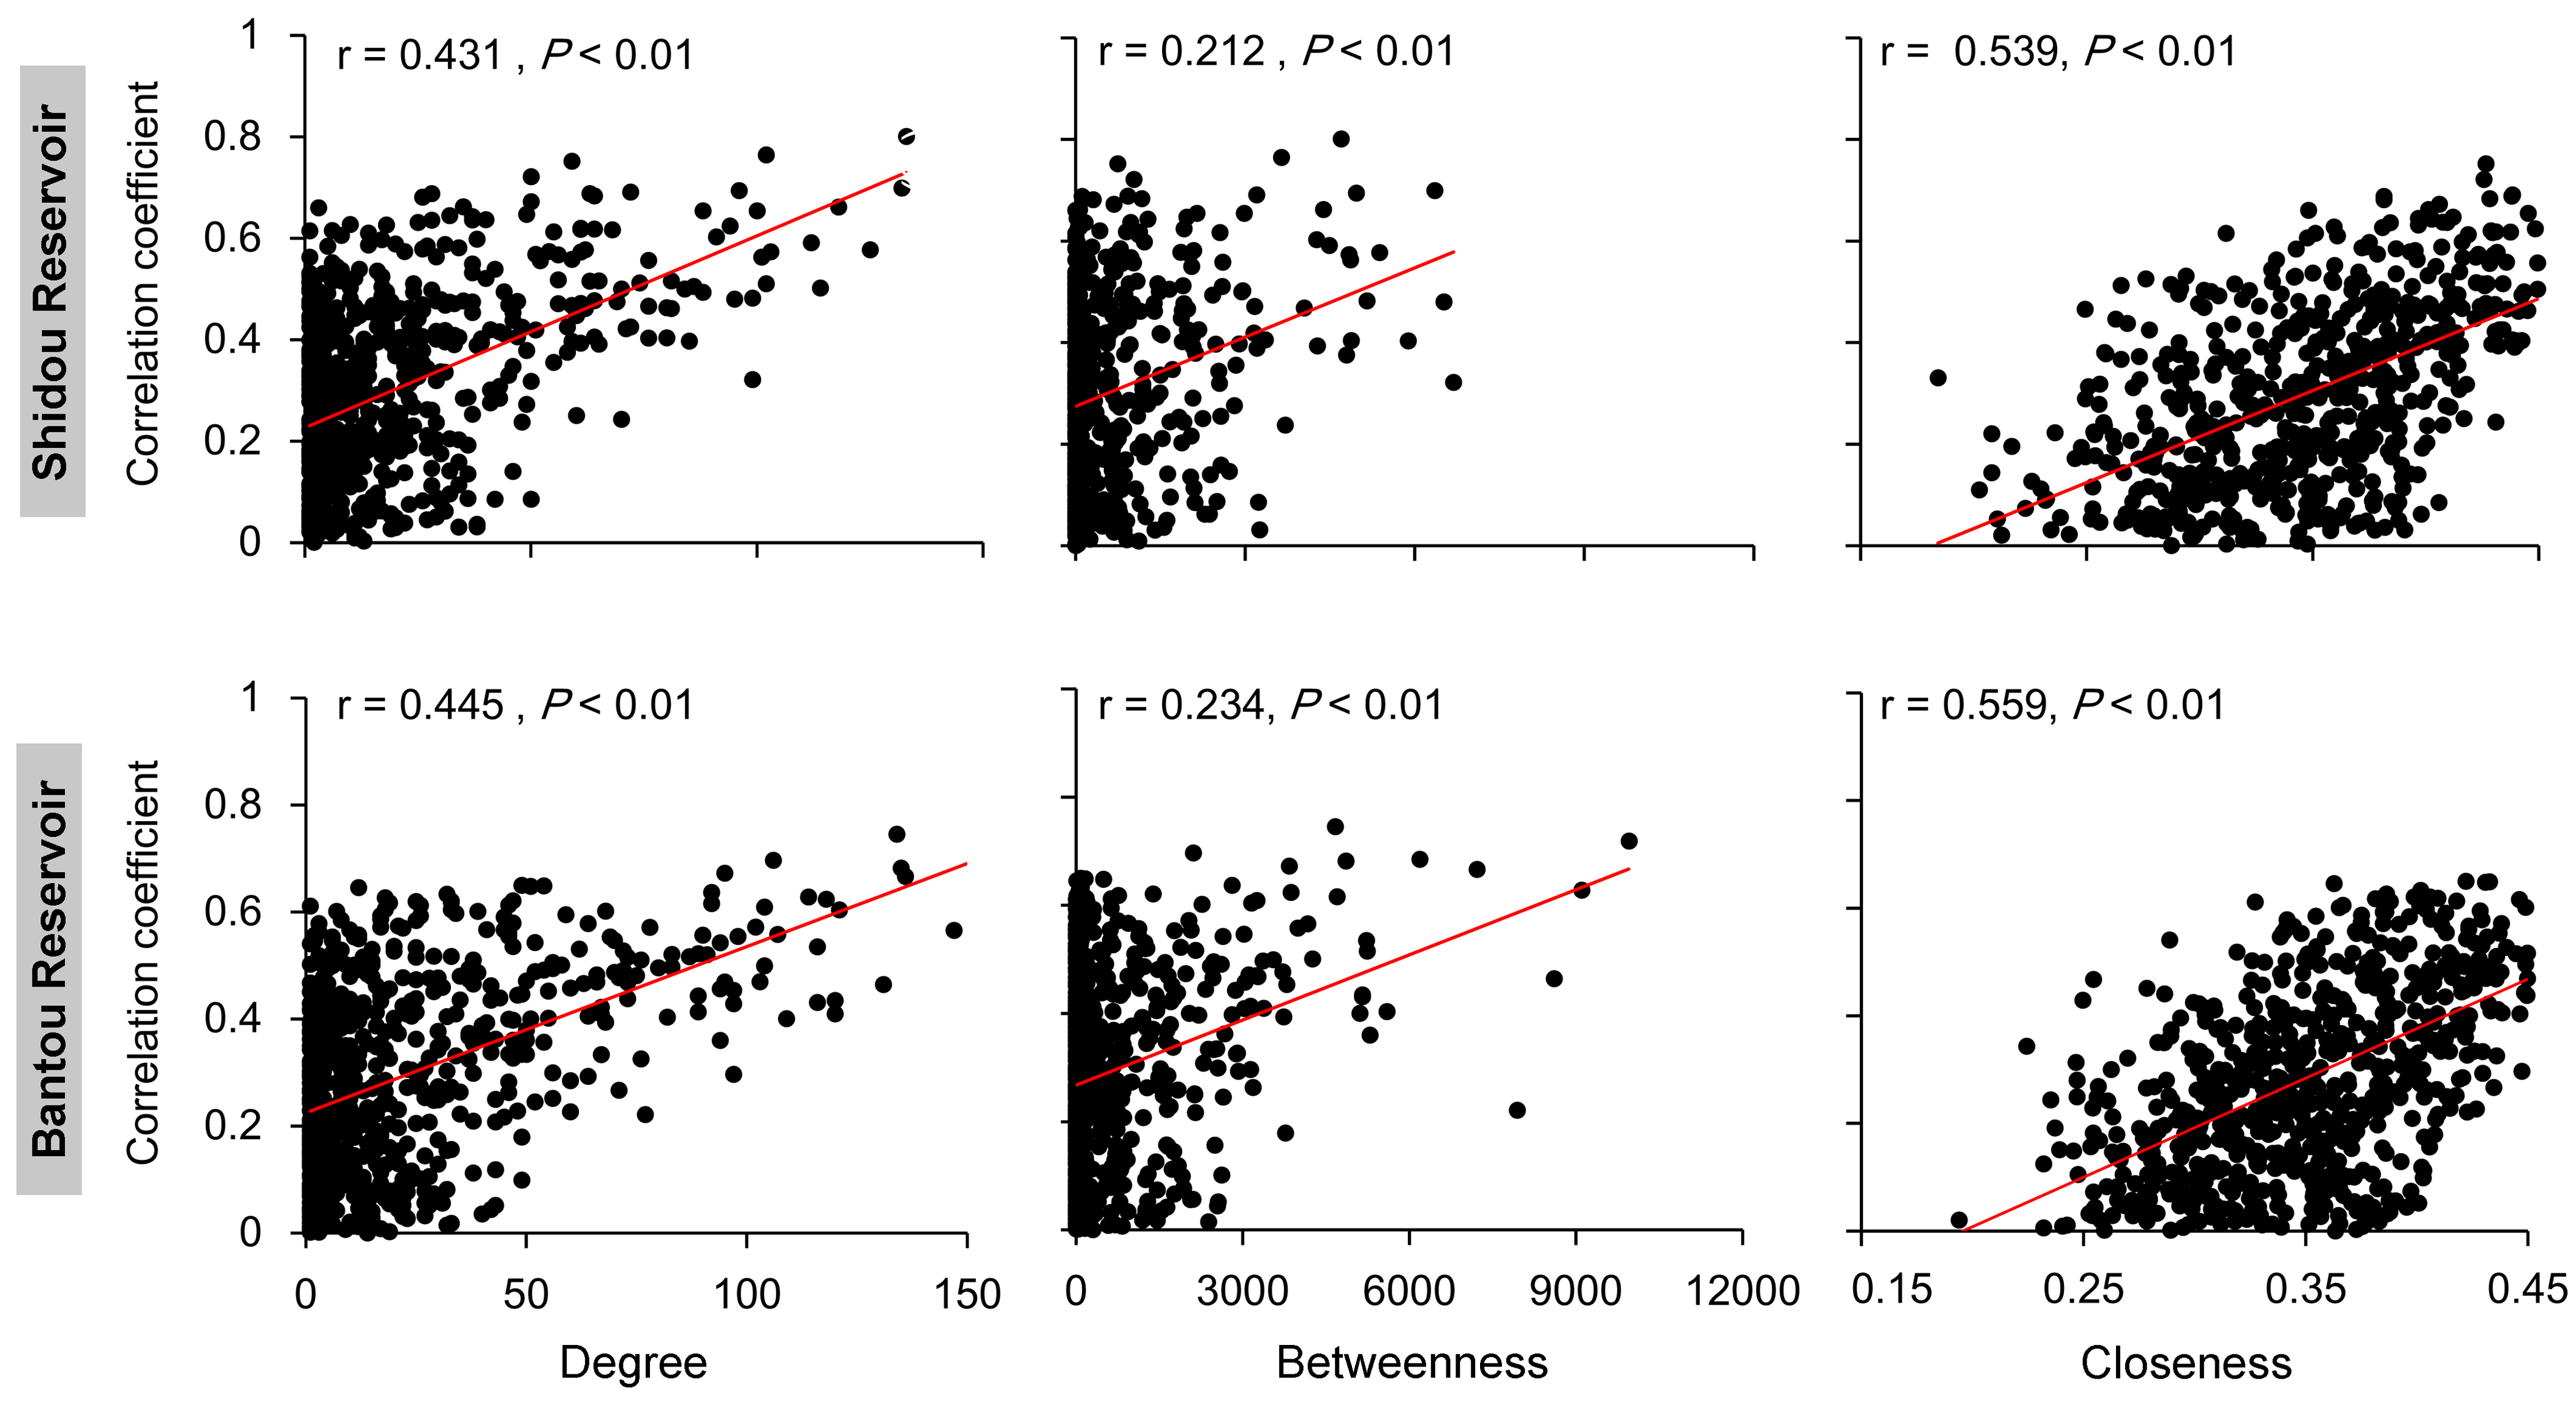 Shidou Reservoir
Correlation coefficient
1
0.8
0.6
0.4
0.2
0
r = 0.431 , P < 0.01
r = 0.212 , P < 0.01
r = 0.539, P < 0.01
Bantou Reservoir
Correlation coefficient
1
0.8
0.6
0.4
0.2
0
r = 0.445 , P < 0.01
r = 0.234, P < 0.01
r = 0.559, P < 0.01
0 50 100 150
0 3000 6000 9000 12000
0.15 0.25 0.35 0.45
Degree
Betweenness
Closeness